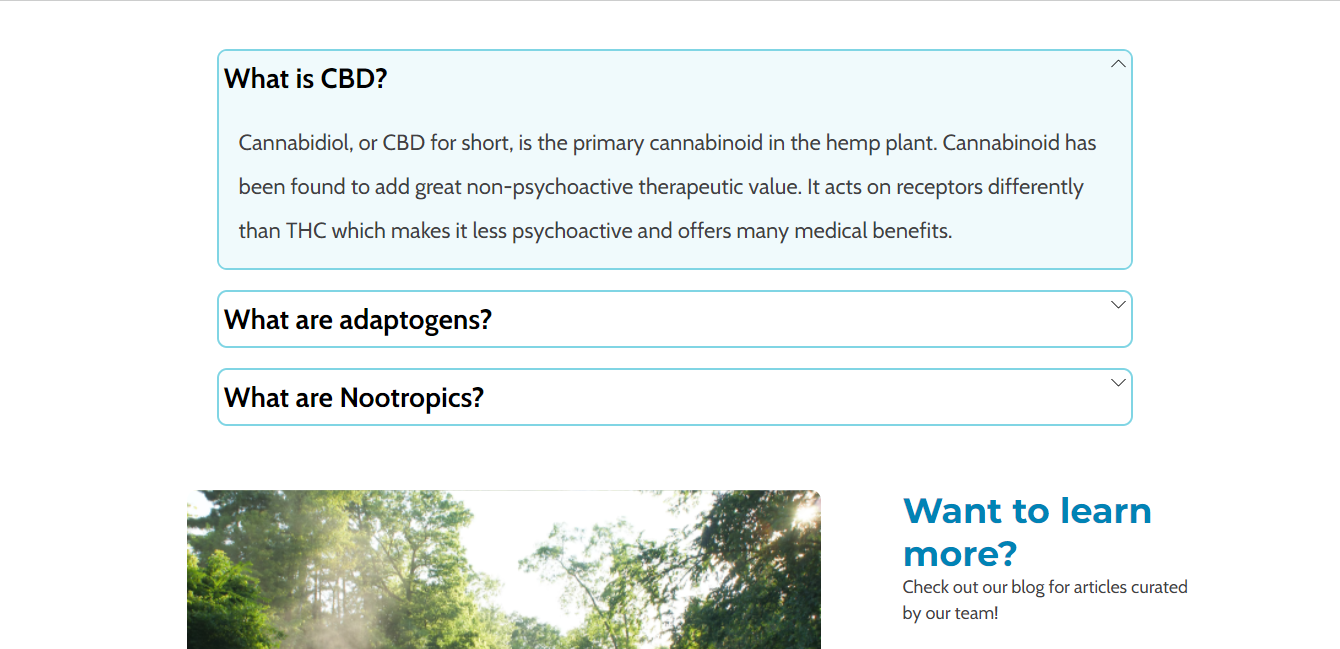 What is CBD?
Cannabidiol, or CBD for short, is the primary cannabinoid in the hemp plant. Cannabinoid has
been found to add great non-psychoactive therapeutic value. It acts on receptors differently
than THC which makes it less psychoactive and offers many medical benefits.
What are adaptogens?
What are Nootropics?
Want to learn
more?
Check out our blog for articles curated
by our team!